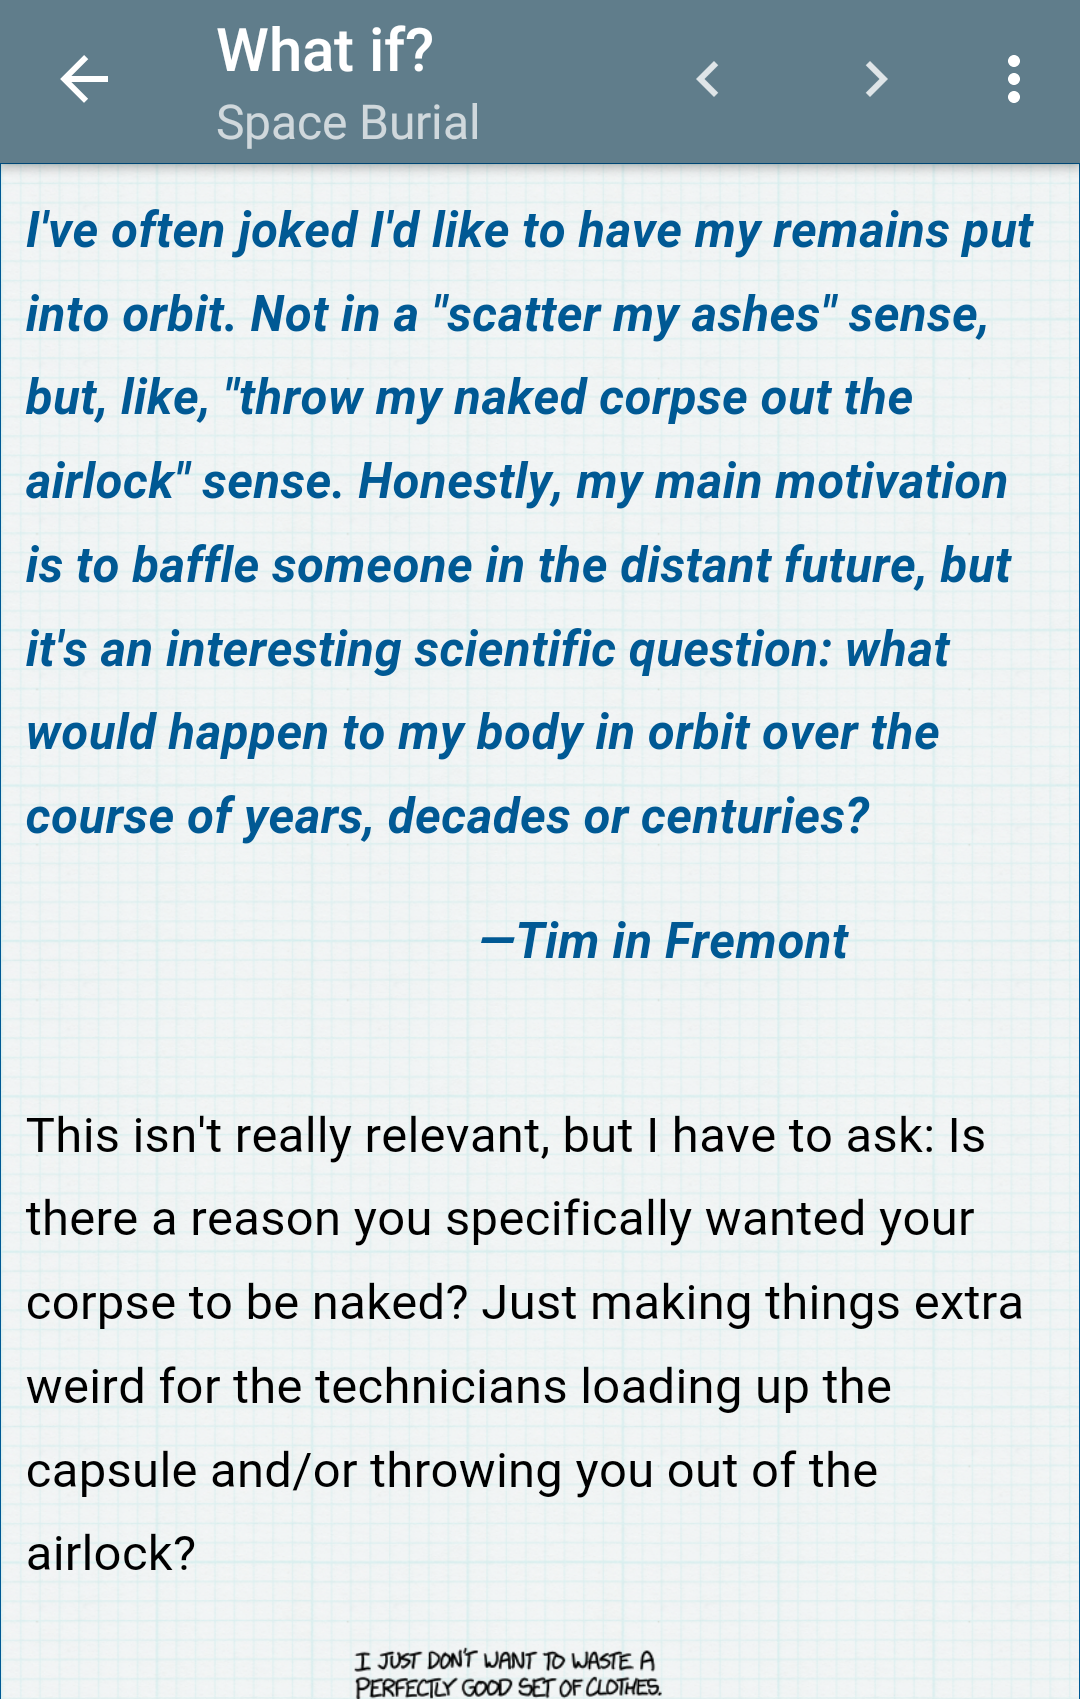 What if?
Space Burial
I've often joked I'd like to have my remains put
into orbit. Not in a "scatter my ashes" sense,
but, like, "throw my naked corpse out the
airlock" sense. Honestly, my main motivation
is to baffle someone in the distant future, but
it's an interesting scientific question: what
would happen to my body in orbit over the
course of years, decades or centuries?
—Tim in Fremont
This isn't really relevant, but I have to ask: Is
there a reason you specifically wanted your
corpse to be naked? Just making things extra
weird for the technicians loading up the
capsule and/or throwing you out of the
airlock?
I JUST DON'T WANT TO WASTE A
PERFECTLY GOOD SET OF CLOTHES.